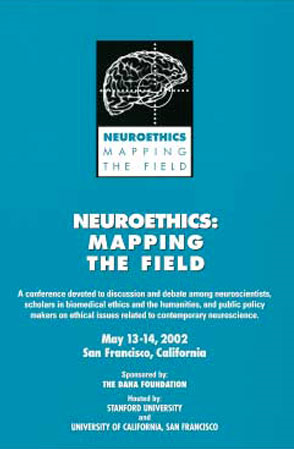 NEUROETHICS
MAPPING
THE FIELD
NEUROETHICS:
MAPPING
THE FIELD
A conference devoted to discussion and debate among neuroscientists,
scholars in biomedical ethics and the humanities, and public policy
makers on ethical issues related to contemporary neuroscience.
May 13-14, 2002
San Francisco, California
Sponsored by:
THE DANA FOUNDATION
Hosted by:
STANFORD UNIVERSITY
and
UNIVERSITY OF CALIFORNIA, SAN FRANCISCO